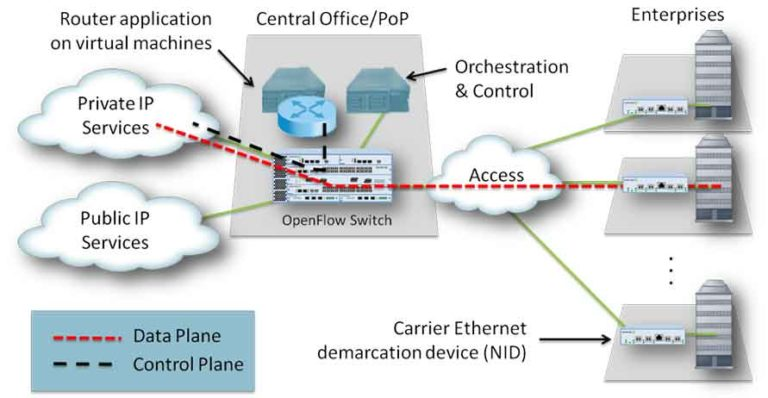 Router application
on virtual machines
Central Office/PoP
Enterprises
Orchestration
& Control
Private IP
Services
Access
OpenFlow Switch
Public IP
Services
Data Plane
Control Plane
Carrier Ethernet
demarcation device (NID)